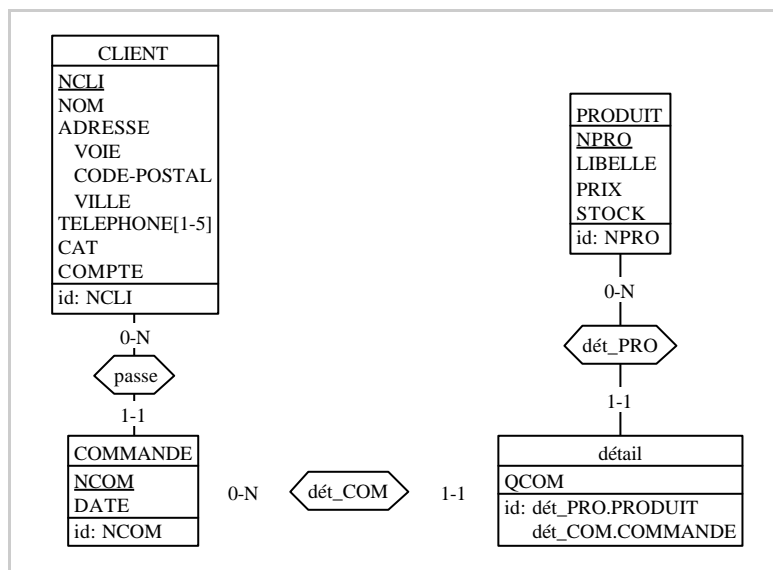 CLIENT
NCLI
NOM
ADRESSE
VOIE
CODE-POSTAL
VILLE
TELEPHONE[1-5]
CAT
COMPTE
id: NCLI
0-N
passe
1-1
COMMANDE
NCOM
DATE
id: NCOM
0-N
dét_COM
1-1
PRODUIT
NPRO
LIBELLE
PRIX
STOCK
id: NPRO
0-N
dét_PRO
1-1
détail
QCOM
id: dét_PRO.PRODUIT
dét_COM.COMMANDE